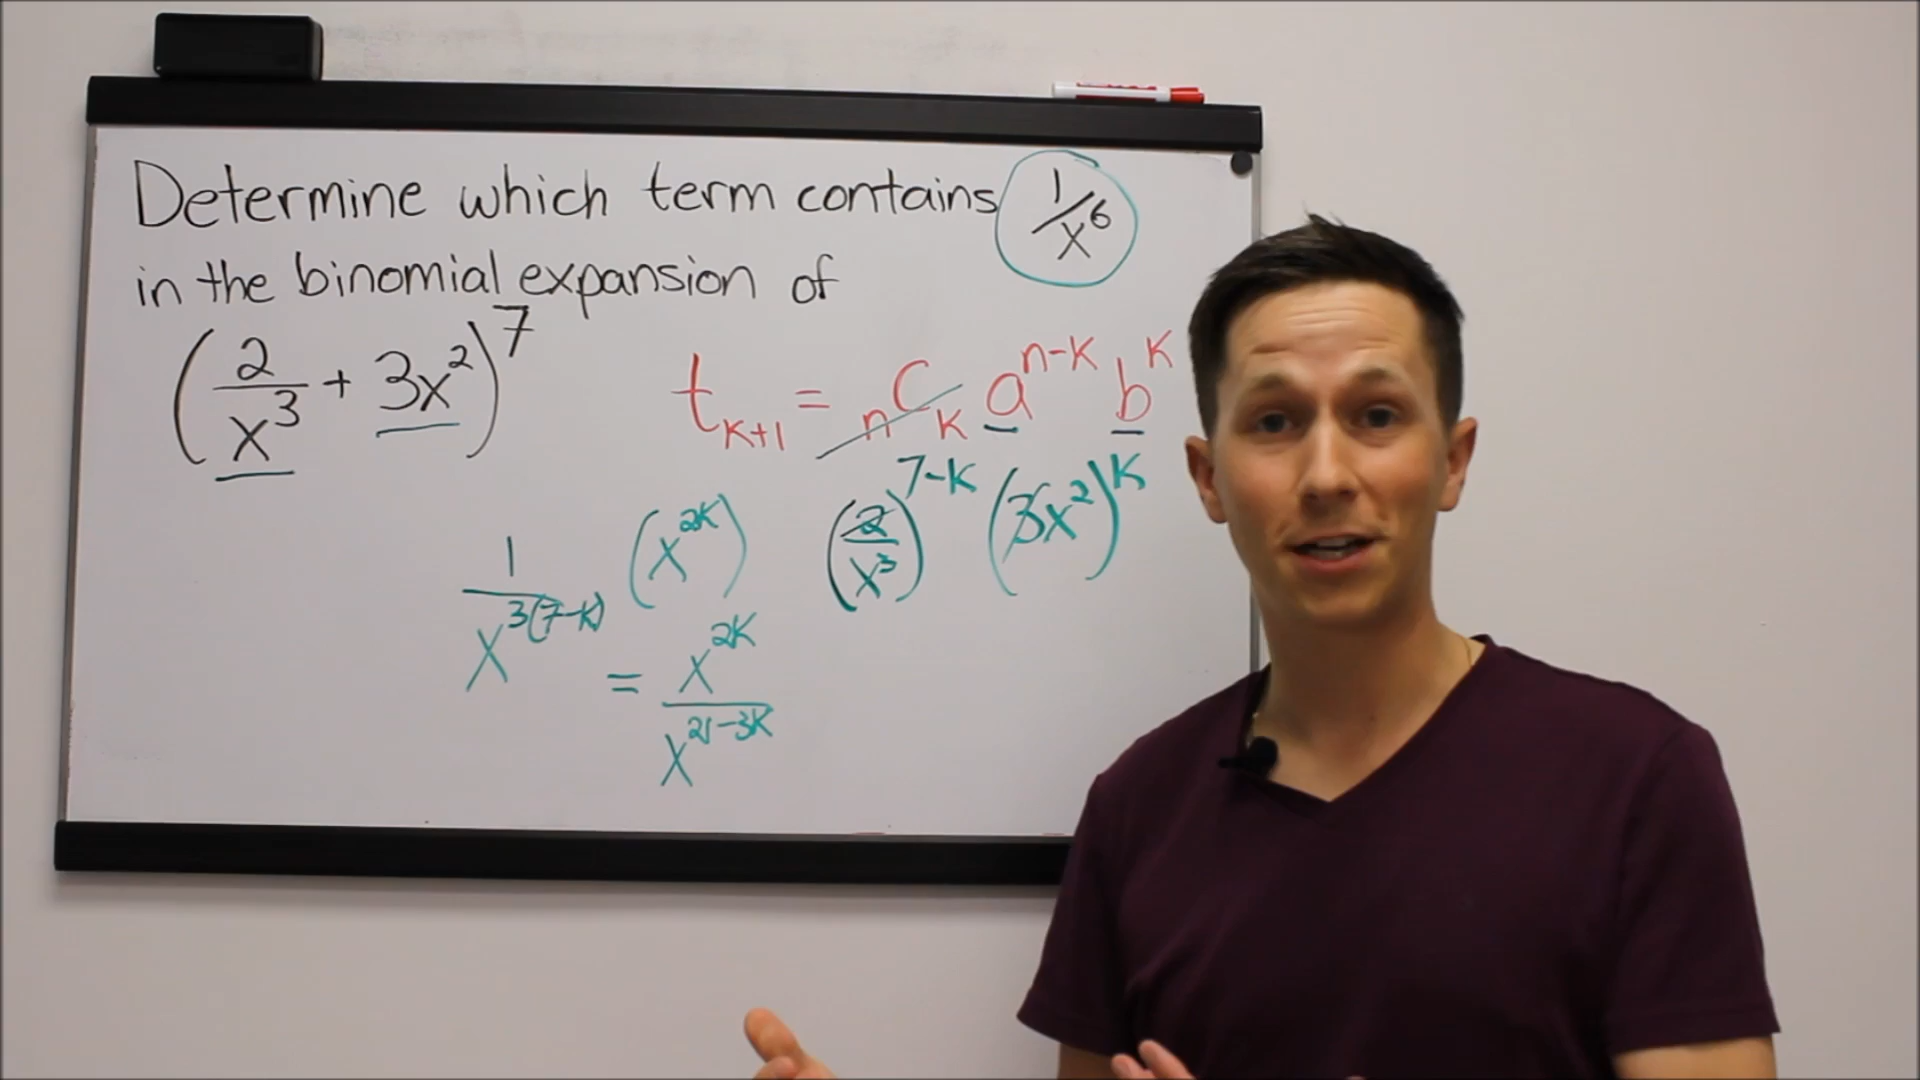 Determine which term contains 1/x^6
in the binomial expansion of
(2/x^3 + 3x^2)^7
t_{K+1} = _nC_K a^{n-K} b^K
(2/x^3)^{7-K} (3x^2)^K
1/x^{3(7-K)} (x^{2K})
= x^{2K}/x^{21-3K}